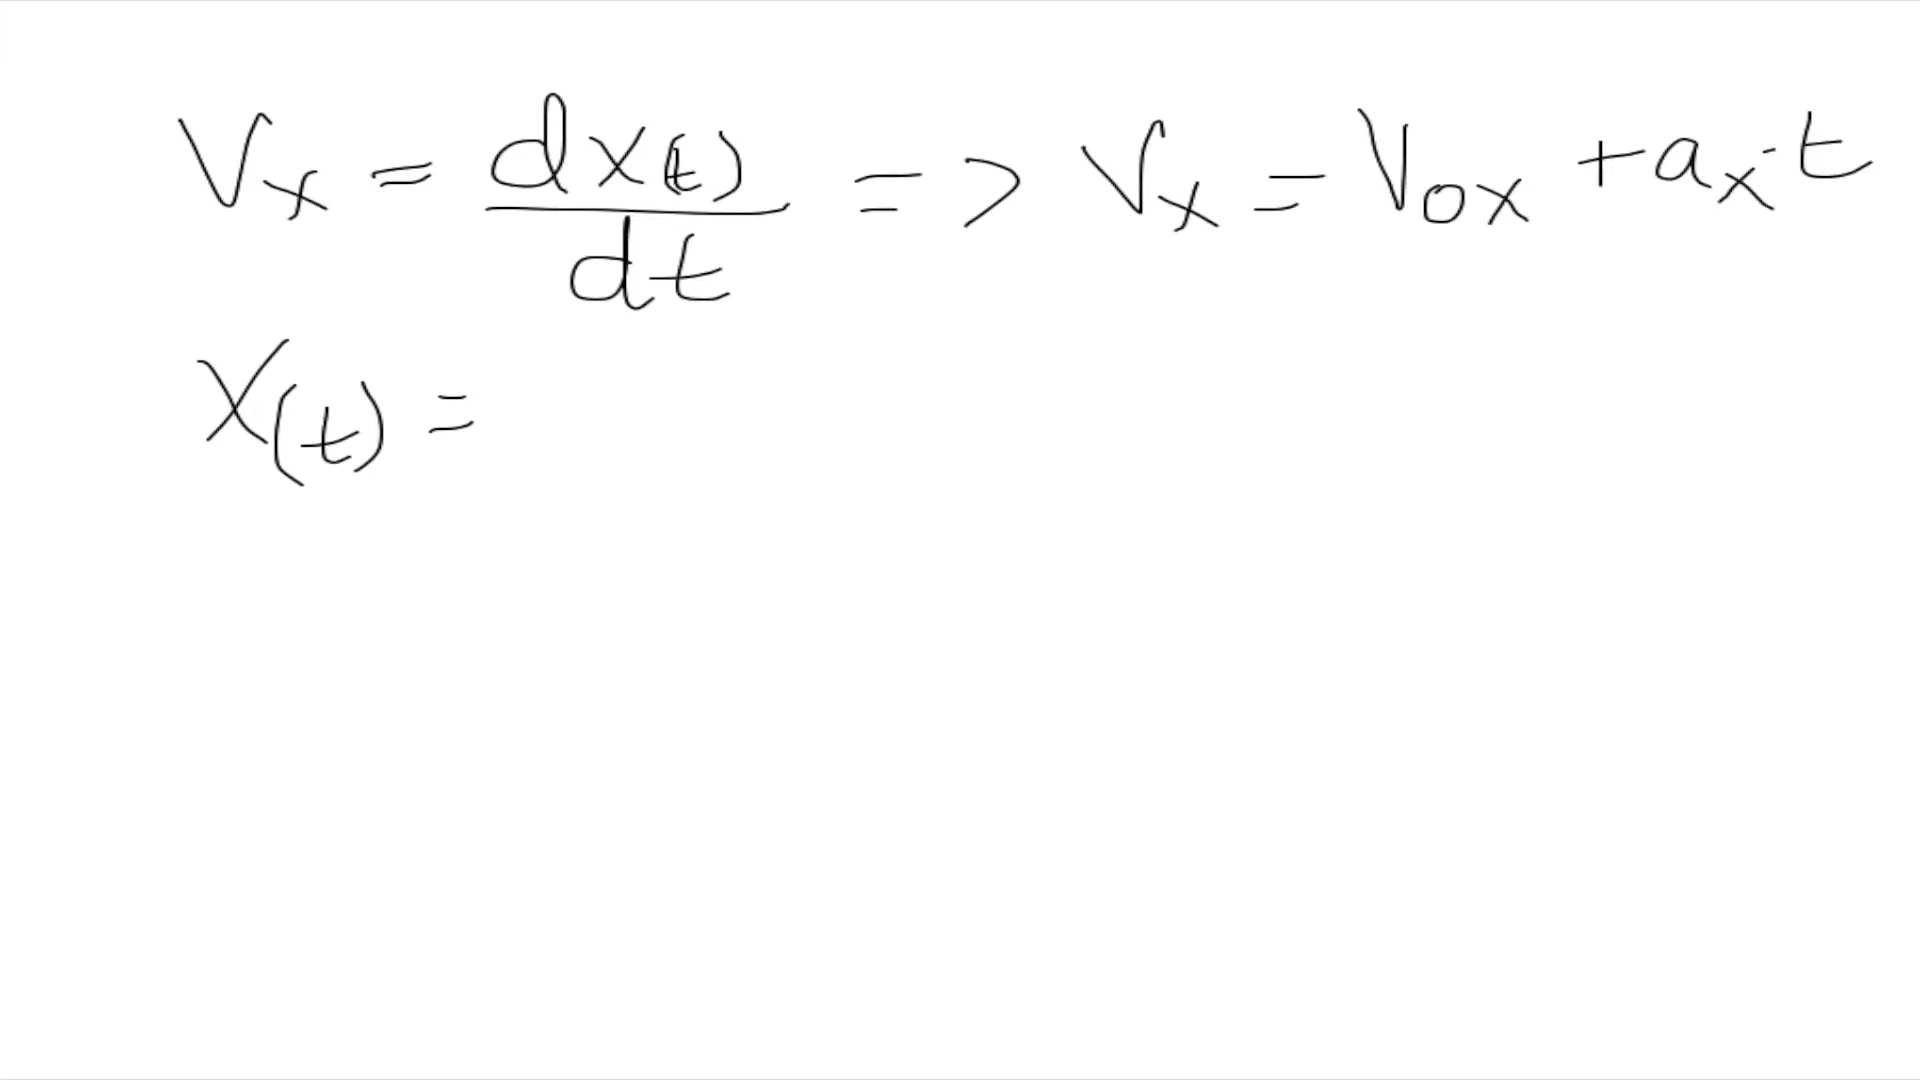 Vx = dx(t)/dt => Vx = V0x + ax · t
X(t) =